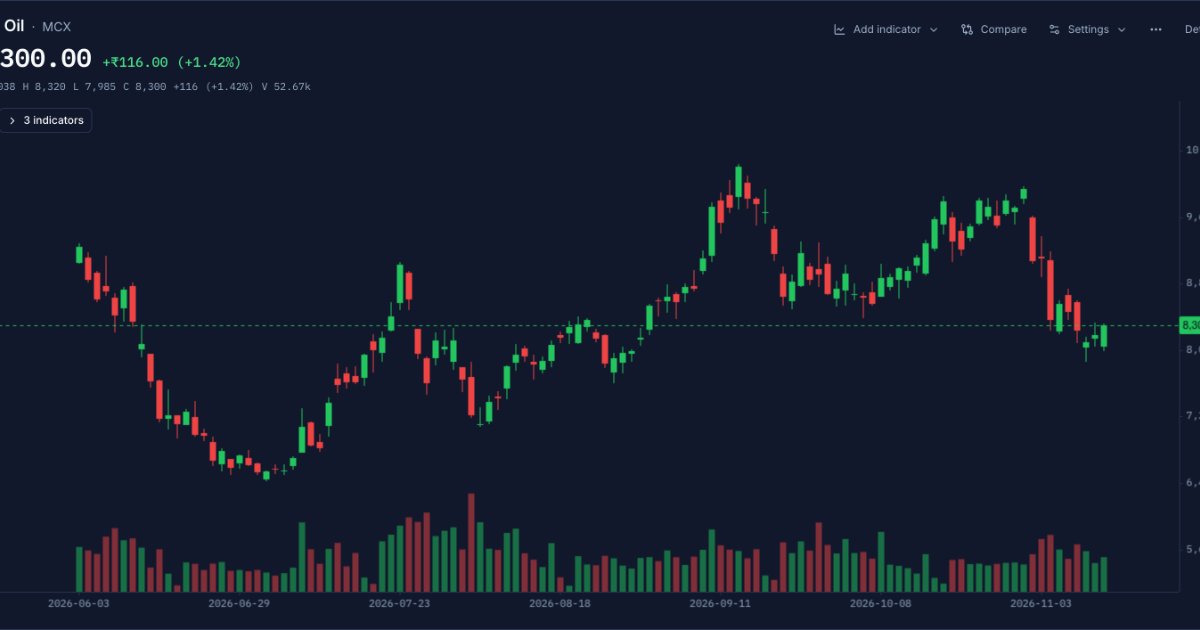 Oil · MCX
Add indicator
Compare
Settings
300.00 +₹116.00 (+1.42%)
038 H 8,320 L 7,985 C 8,300 +116 (+1.42%) V 52.67k
3 indicators
2026-06-03 2026-06-29 2026-07-23 2026-08-18 2026-09-11 2026-10-08 2026-11-03